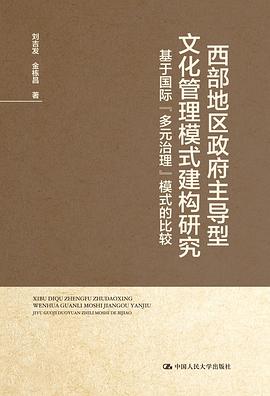 刘吉发 金栋昌 著
西部地区政府主导型
文化管理模式建构研究
基于国际『多元治理』模式的比较
XIBU DIQU ZHENGFU ZHUDAOXING
WENHUA GUANLI MOSHI JIANGOU YANJIU
JIYU GUOJI DUOYUAN ZHILI MOSHI DE BIJIAO
中国人民大学出版社